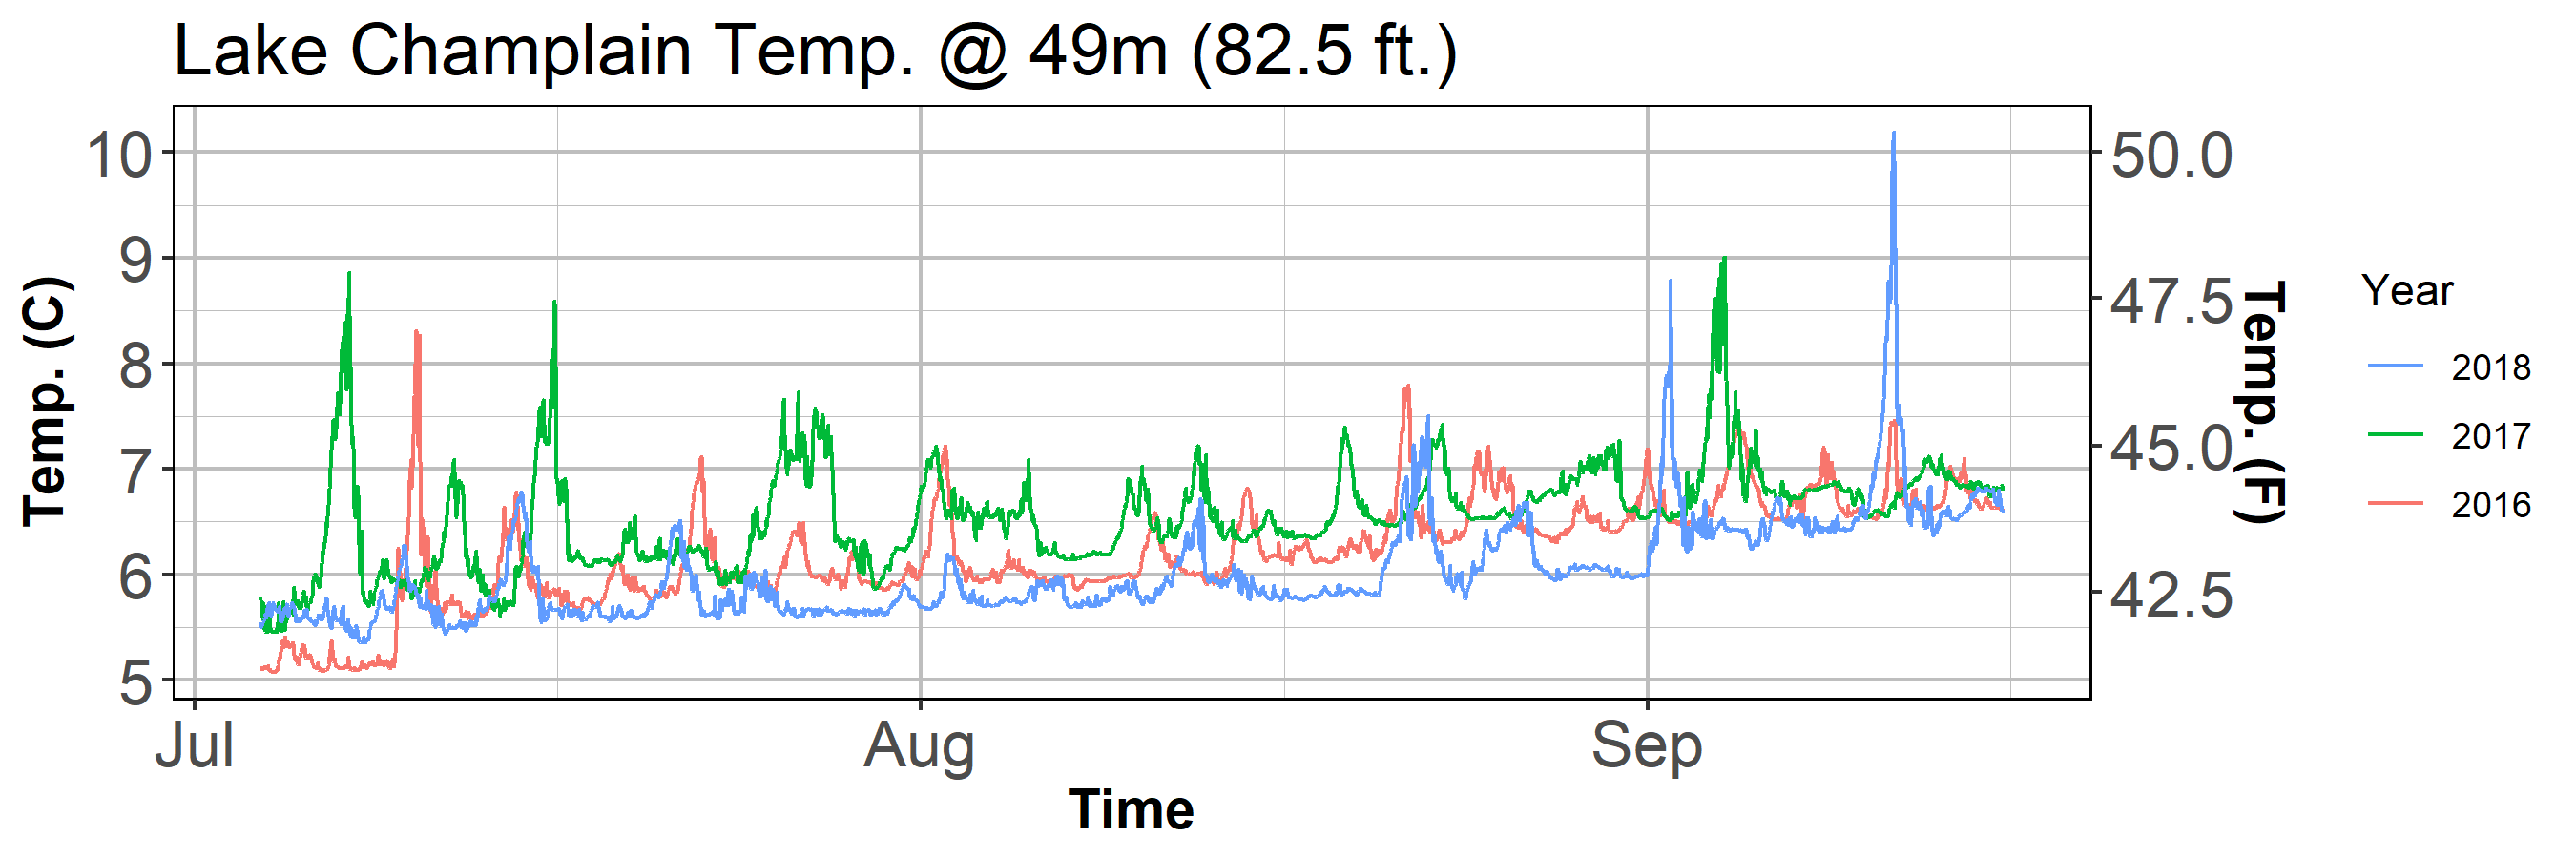 Lake Champlain Temp. @ 49m (82.5 ft.)
Temp. (C)
10
9
8
7
6
5
Jul
Aug
Sep
Time
50.0
47.5
45.0
42.5
Temp. (F)
Year
2018
2017
2016